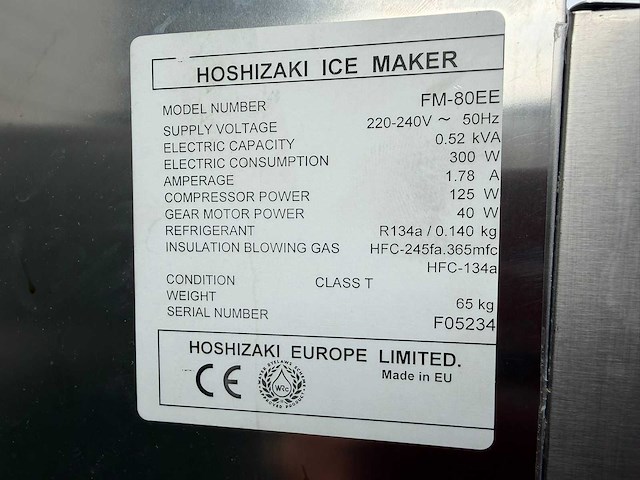 HOSHIZAKI ICE MAKER
MODEL NUMBER FM-80EE
SUPPLY VOLTAGE 220-240V ~ 50Hz
ELECTRIC CAPACITY 0.52 kVA
ELECTRIC CONSUMPTION 300 W
AMPERAGE 1.78 A
COMPRESSOR POWER 125 W
GEAR MOTOR POWER 40 W
REFRIGERANT R134a / 0.140 kg
INSULATION BLOWING GAS HFC-245fa.365mfc
HFC-134a
CONDITION CLASS T
WEIGHT 65 kg
SERIAL NUMBER F05234
HOSHIZAKI EUROPE LIMITED.
Made in EU
CE
WRc